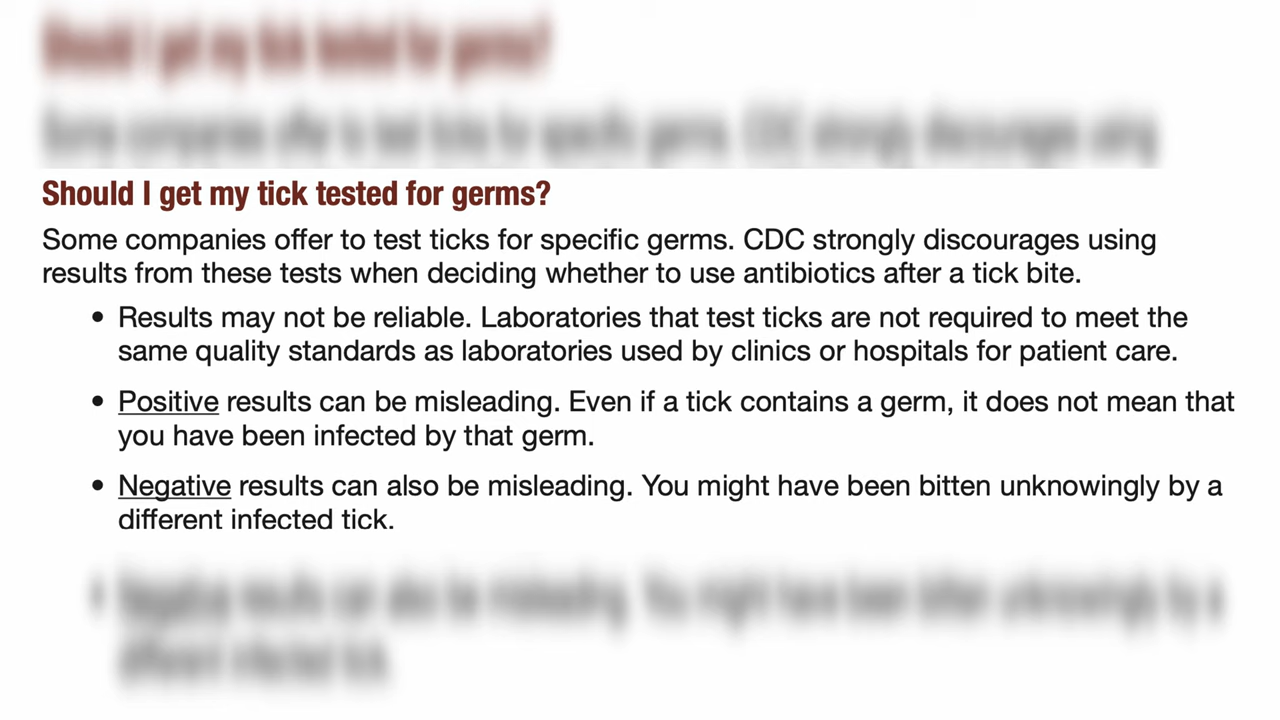 Should I get my tick tested for germs?
Some companies offer to test ticks for specific germs. CDC strongly discourages using
results from these tests when deciding whether to use antibiotics after a tick bite.
• Results may not be reliable. Laboratories that test ticks are not required to meet the
same quality standards as laboratories used by clinics or hospitals for patient care.
• Positive results can be misleading. Even if a tick contains a germ, it does not mean that
you have been infected by that germ.
• Negative results can also be misleading. You might have been bitten unknowingly by a
different infected tick.